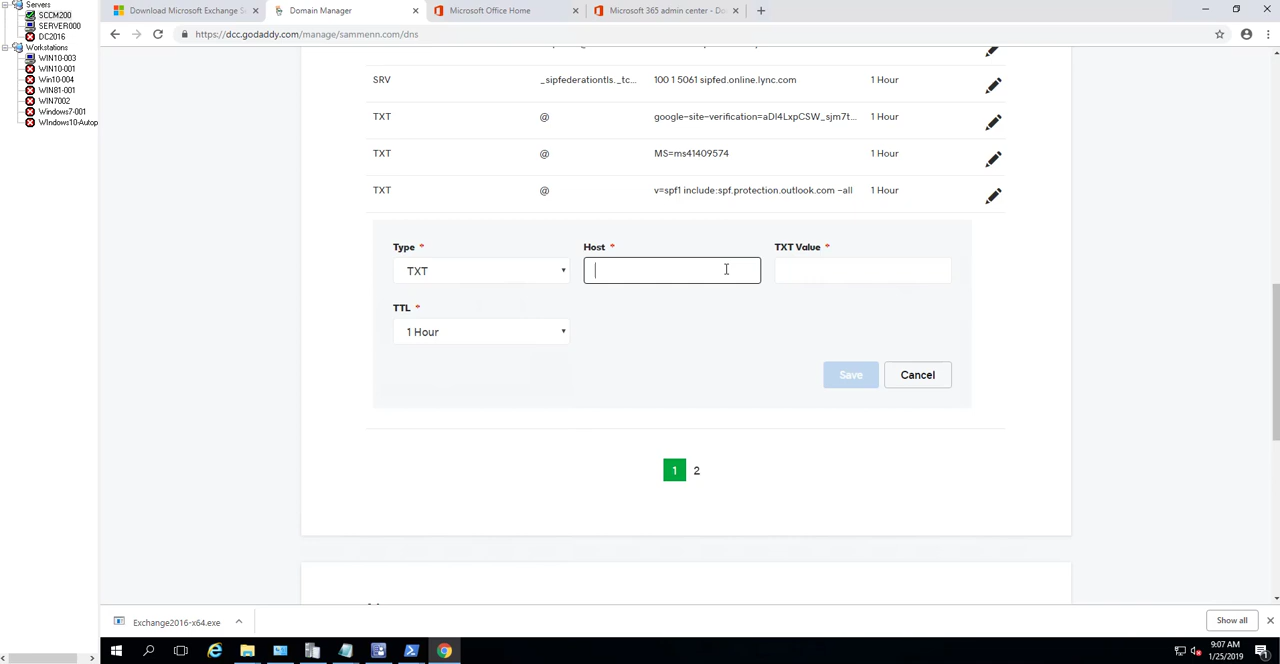 Servers
SCCM200
SERVER000
DC2016
Workstations
WIN10-003
WIN10-001
Win10-004
WIN81-001
WIN7002
Windows7-001
WIndows10-Autop
Download Microsoft Exchange S
Domain Manager
Microsoft Office Home
Microsoft 365 admin center - Do
https://dcc.godaddy.com/manage/sammenn/dns
SRV _sipfederationtls._tc... 100 1 5061 sipfed.online.lync.com 1 Hour
TXT @ google-site-verification=aDI4LxpCSW_sjm7t... 1 Hour
TXT @ MS=ms41409574 1 Hour
TXT @ v=spf1 include:spf.protection.outlook.com -all 1 Hour
Type * Host * TXT Value *
TXT
TTL *
1 Hour
Save Cancel
1 2
Exchange2016-x64.exe
Show all
9:07 AM
1/25/2019